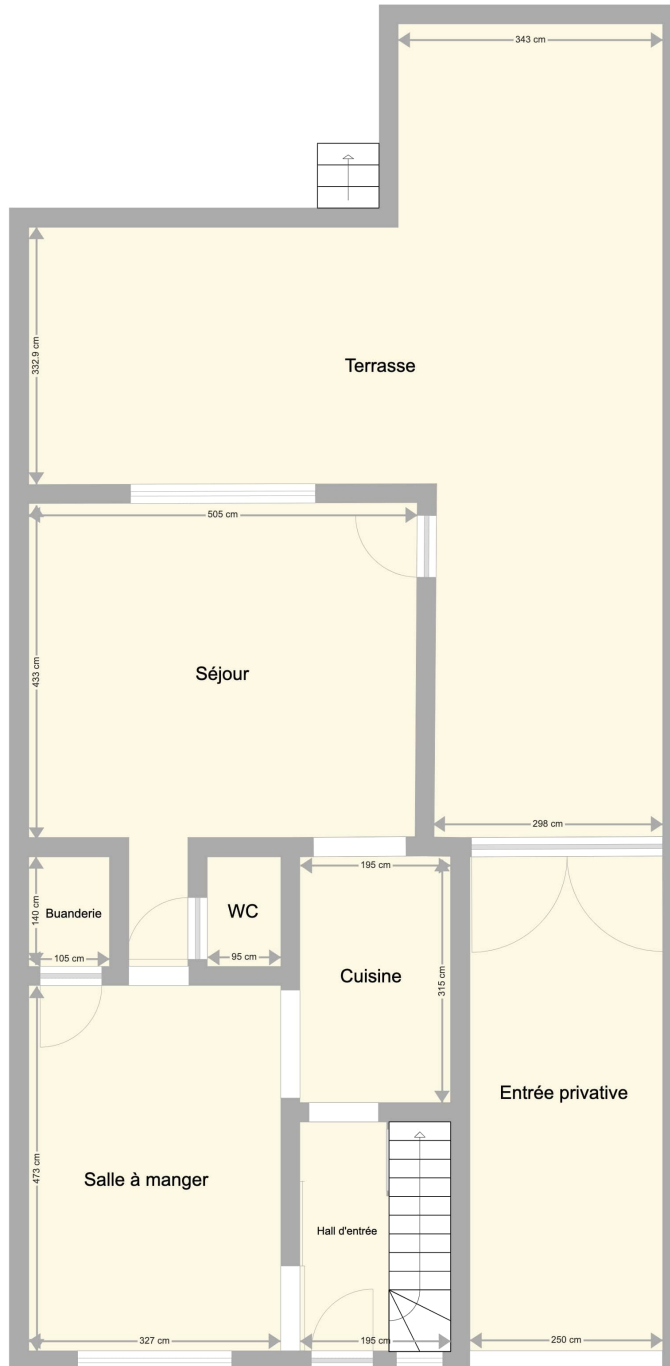 343 cm
332.9 cm
Terrasse
505 cm
433 cm
Séjour
298 cm
195 cm
140 cm
Buanderie
WC
105 cm
95 cm
Cuisine
315 cm
Entrée privative
473 cm
Salle à manger
Hall d'entrée
327 cm
195 cm
250 cm